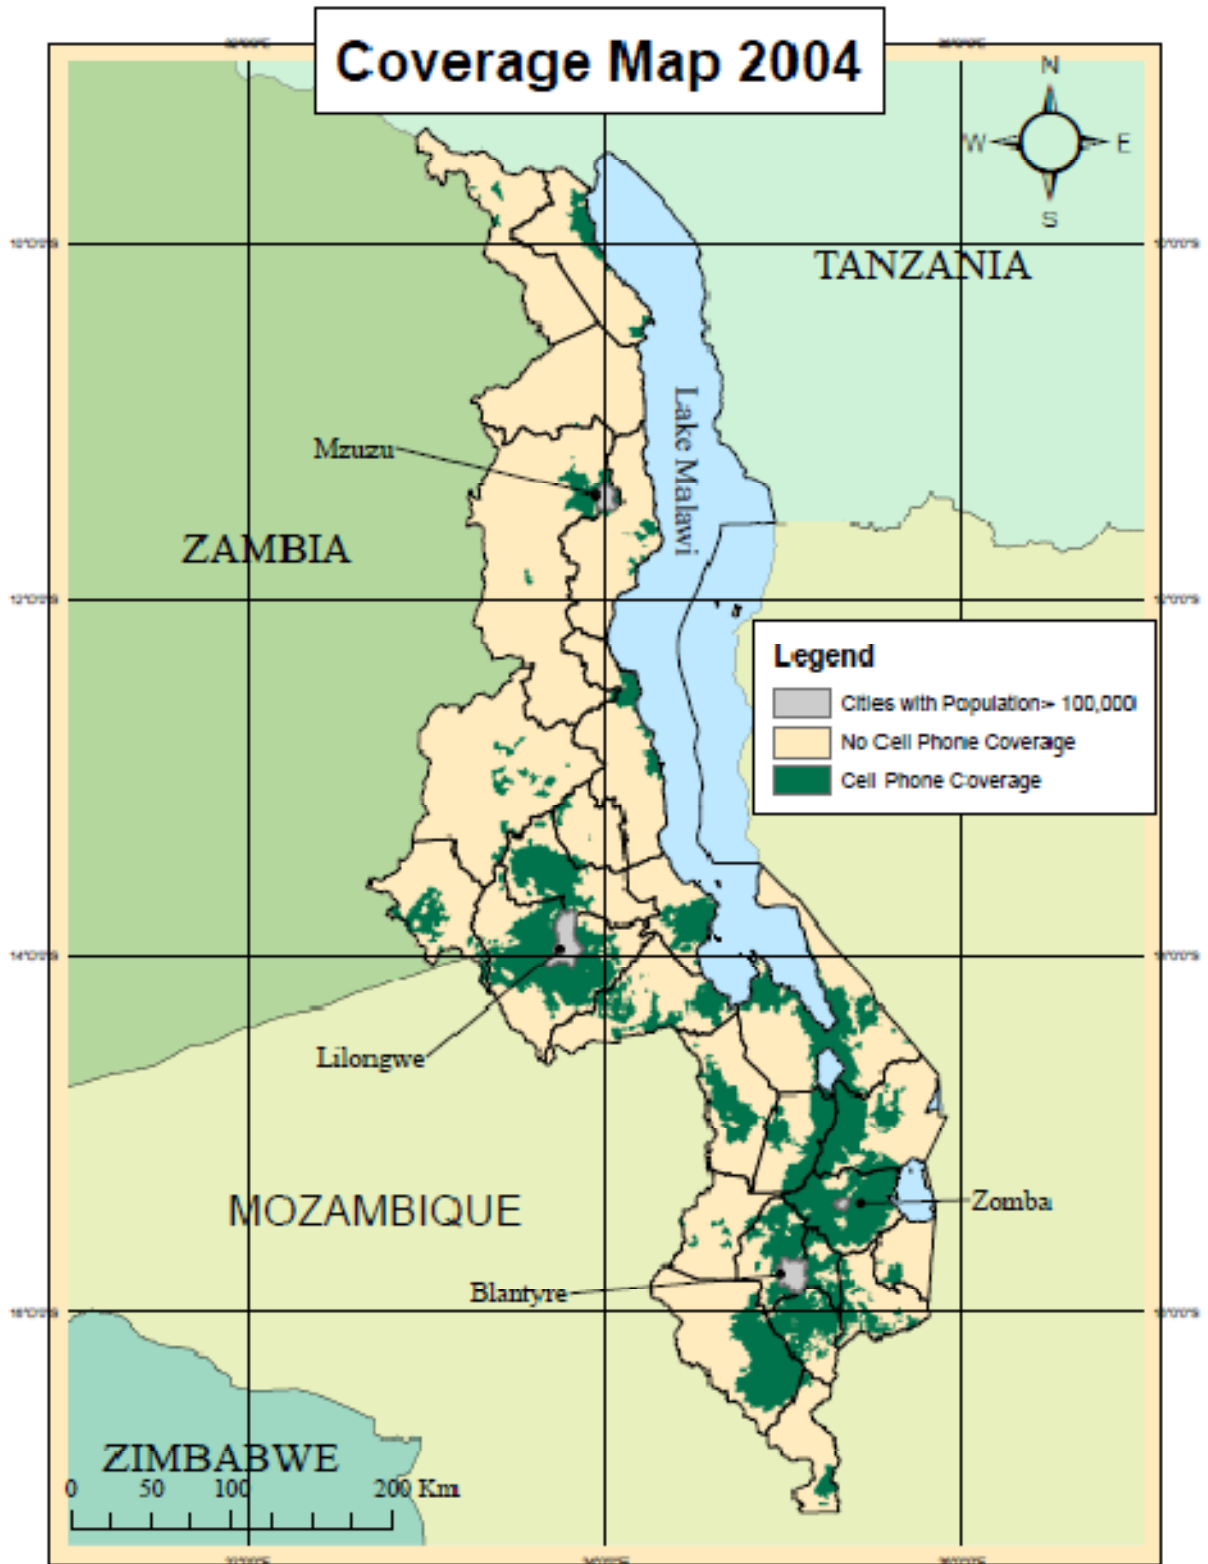 Coverage Map 2004
N
W
E
S
TANZANIA
Lake Malawi
Mzuzu
ZAMBIA
Legend
Cities with Population> 100,000
No Cell Phone Coverage
Cell Phone Coverage
Lilongwe
MOZAMBIQUE
Zomba
Blantyre
ZIMBABWE
0 50 100 200 Km